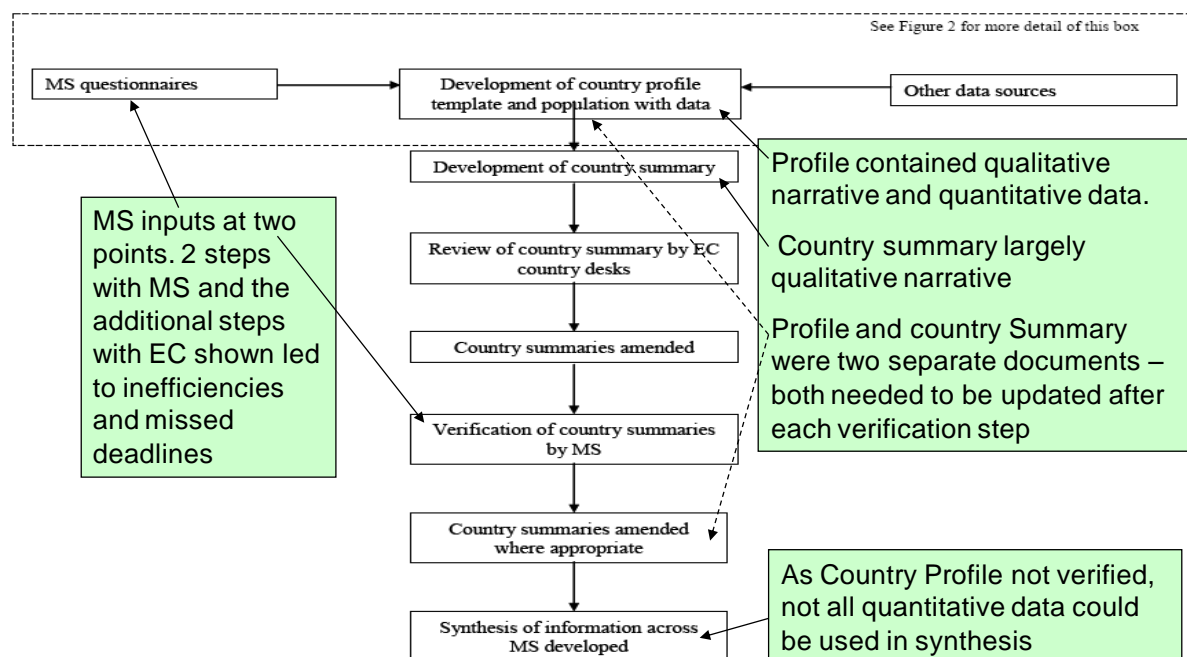 See Figure 2 for more detail of this box
MS questionnaires
Development of country profile
template and population with data
Other data sources
Development of country summary
Review of country summary by EC
country desks
Country summaries amended
Verification of country summaries
by MS
Country summaries amended
where appropriate
Synthesis of information across
MS developed
MS inputs at two
points. 2 steps
with MS and the
additional steps
with EC shown led
to inefficiencies
and missed
deadlines
Profile contained qualitative
narrative and quantitative data.
Country summary largely
qualitative narrative
Profile and country Summary
were two separate documents –
both needed to be updated after
each verification step
As Country Profile not verified,
not all quantitative data could
be used in synthesis